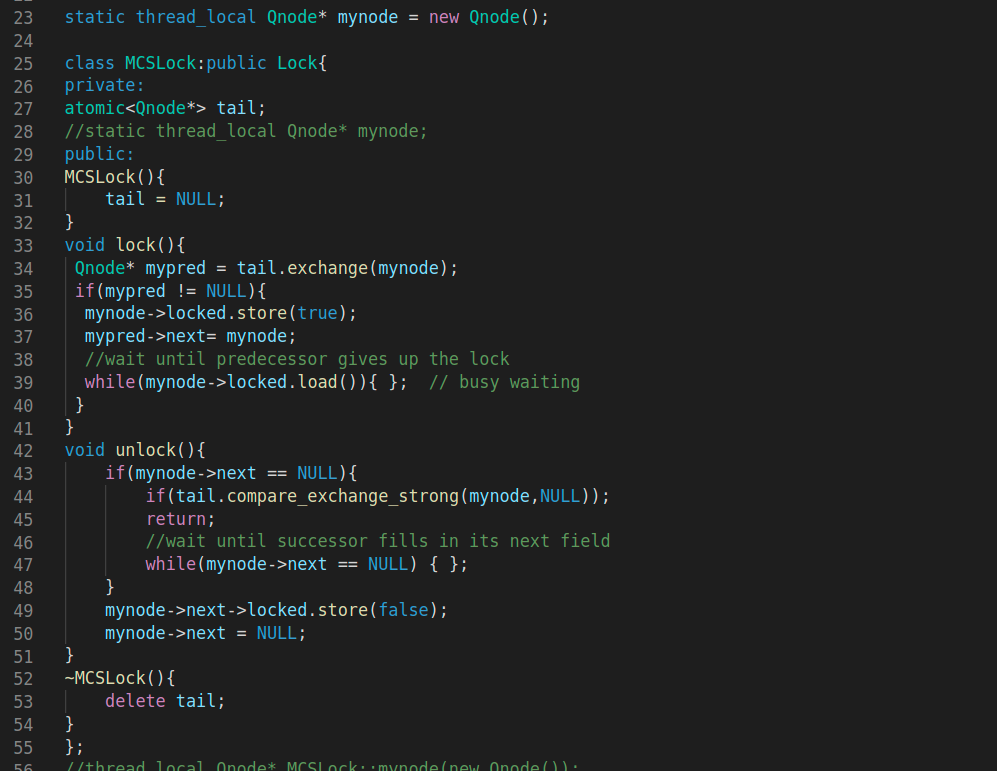 23 static thread_local Qnode* mynode = new Qnode();
24
25 class MCSLock:public Lock{
26 private:
27 atomic<Qnode*> tail;
28 //static thread_local Qnode* mynode;
29 public:
30 MCSLock(){
31     tail = NULL;
32 }
33 void lock(){
34  Qnode* mypred = tail.exchange(mynode);
35  if(mypred != NULL){
36   mynode->locked.store(true);
37   mypred->next= mynode;
38   //wait until predecessor gives up the lock
39   while(mynode->locked.load()){ };  // busy waiting
40  }
41 }
42 void unlock(){
43     if(mynode->next == NULL){
44         if(tail.compare_exchange_strong(mynode,NULL));
45         return;
46         //wait until successor fills in its next field
47         while(mynode->next == NULL) { };
48     }
49     mynode->next->locked.store(false);
50     mynode->next = NULL;
51 }
52 ~MCSLock(){
53     delete tail;
54 }
55 };
56 //thread_local Qnode* MCSLock::mynode(new Qnode());